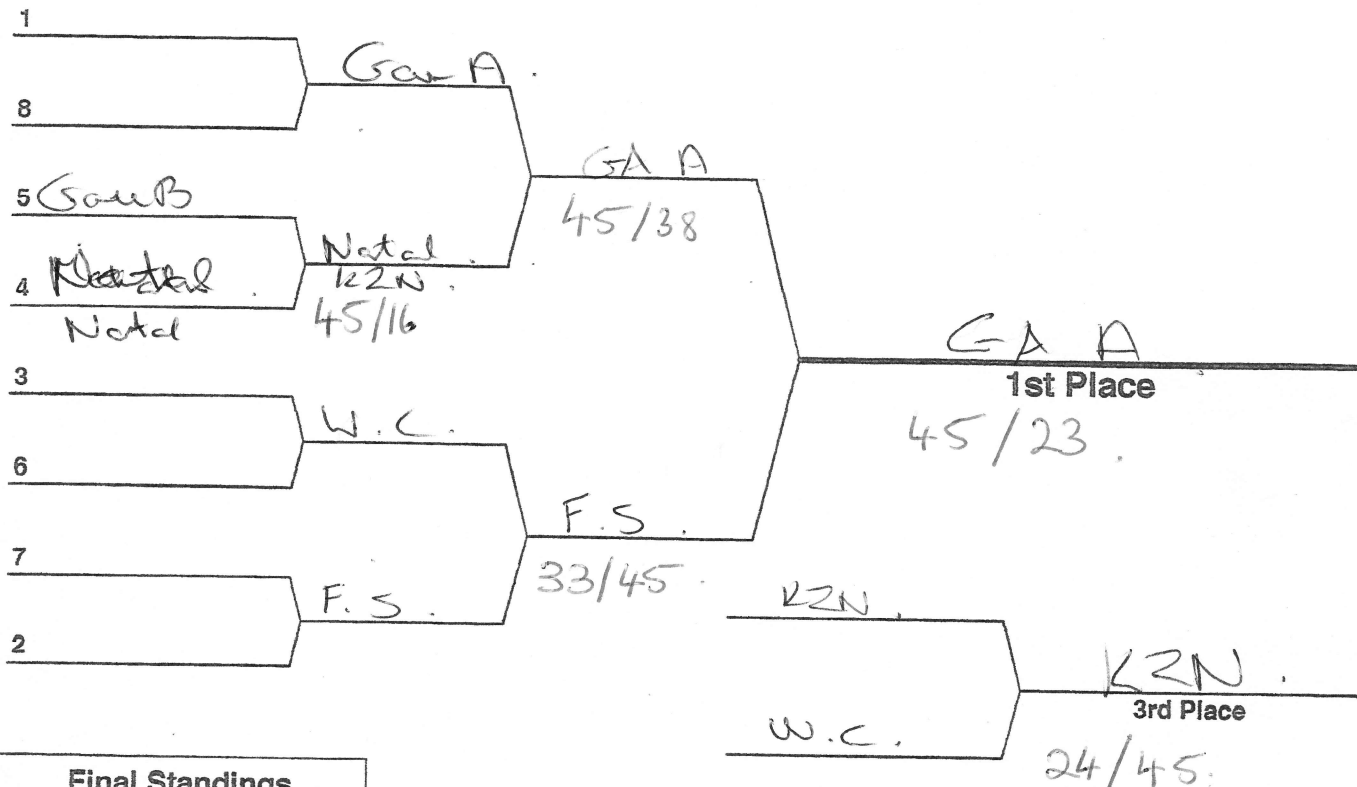 1
Gau A.
8
GA A
5 Gau B
45/38
Natal.
4
KZN.
Natal
45/16
GA A
3
1st Place
W.C.
45/23.
6
F.S.
7
33/45.
F.S.
KZN.
2
KZN.
3rd Place
W.C.
24/45.
Final Standings